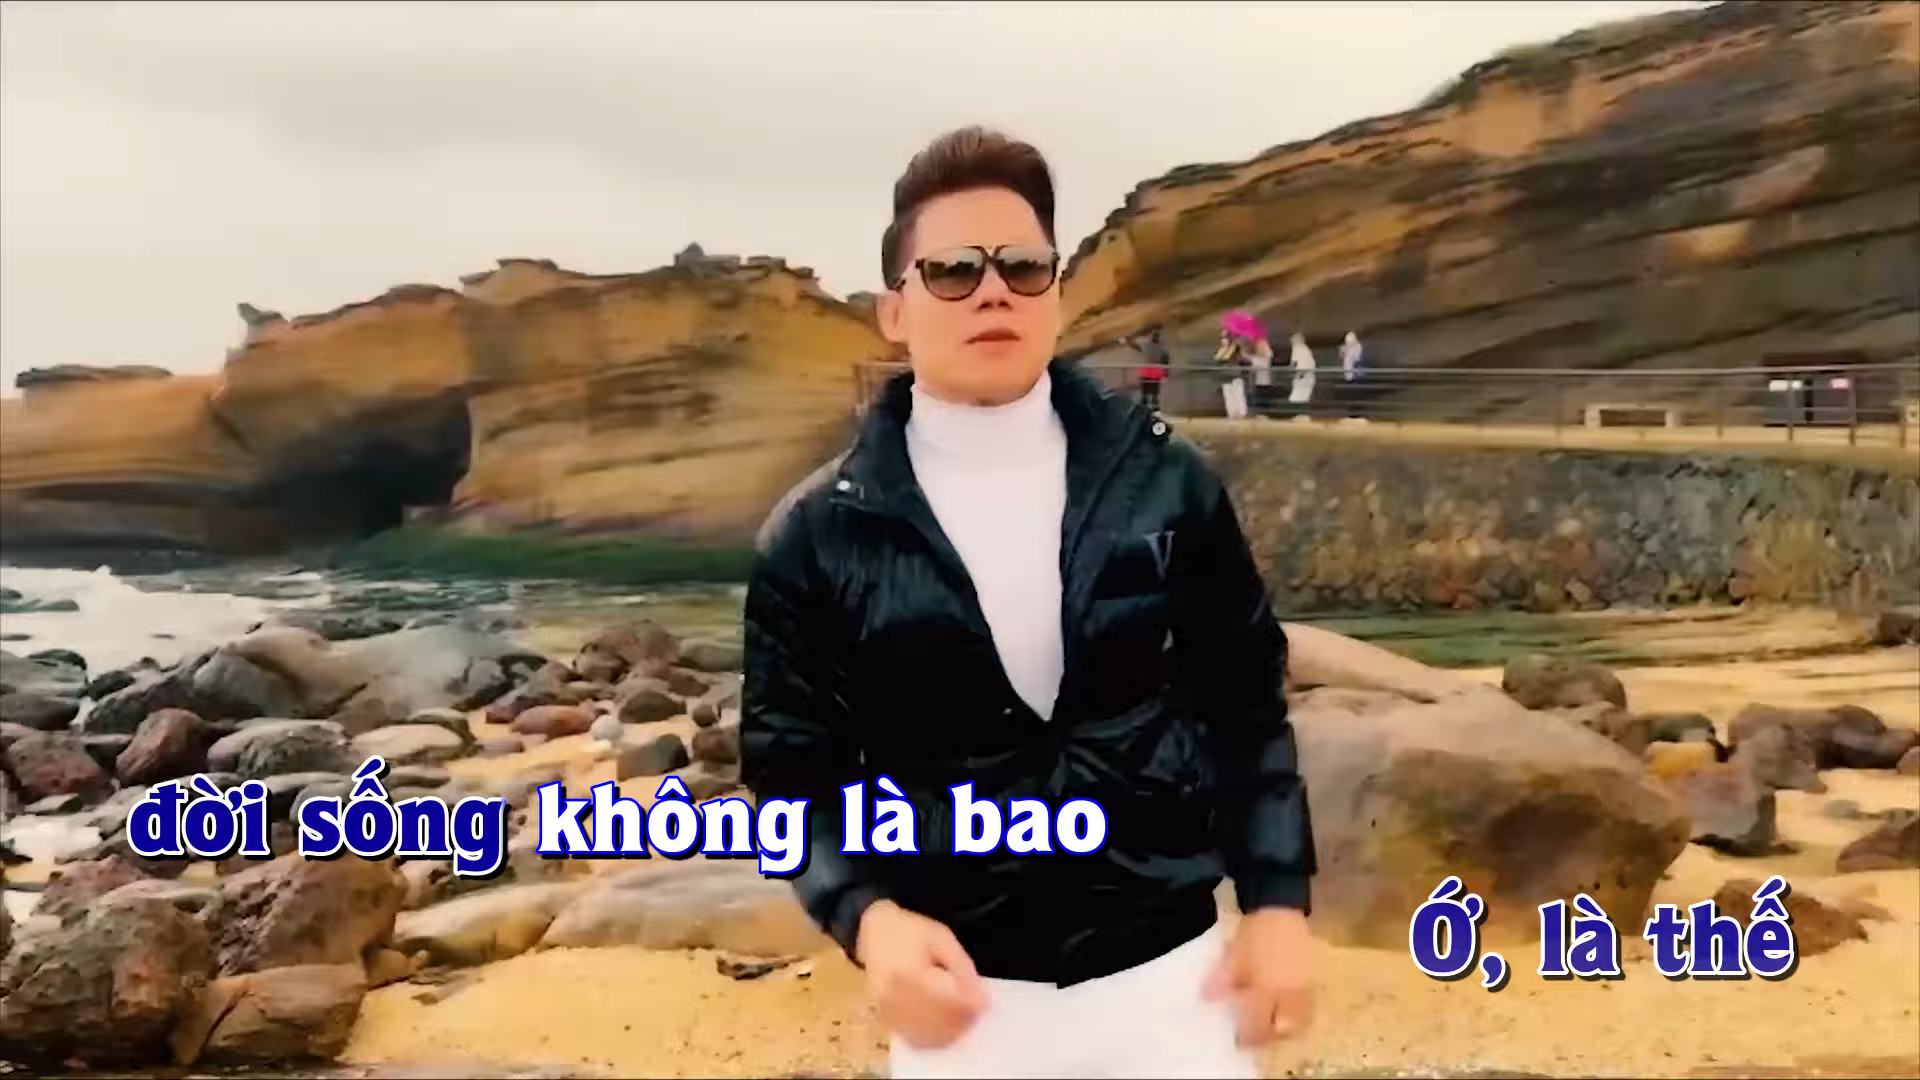 đời sống không là bao
Ớ, là thế
V